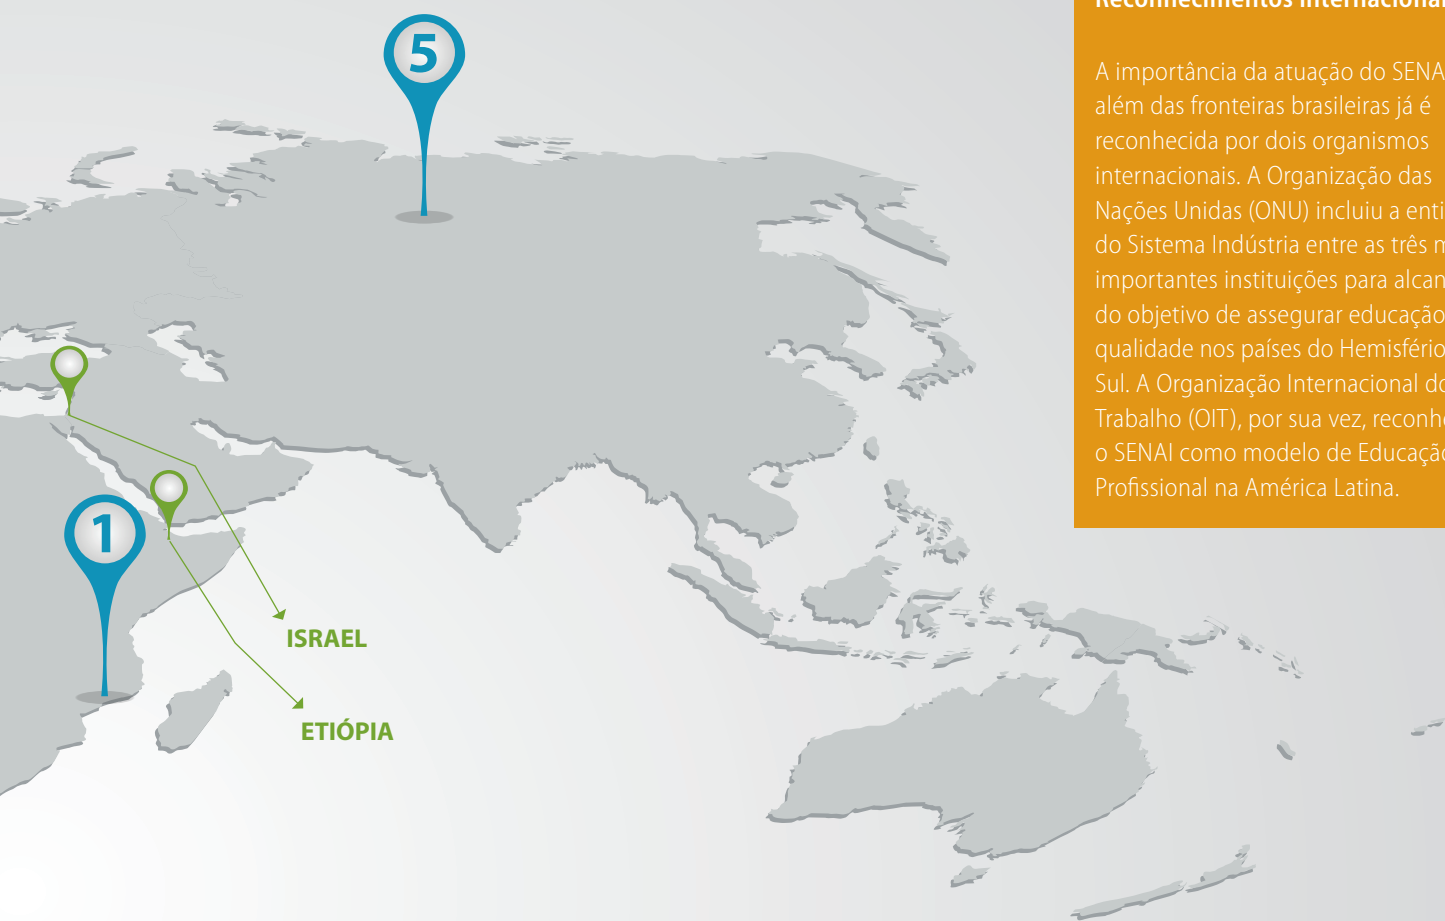 5
1
ISRAEL
ETIÓPIA
Reconhecimentos internacionai
A importância da atuação do SENA
além das fronteiras brasileiras já é
reconhecida por dois organismos
internacionais. A Organização das
Nações Unidas (ONU) incluiu a enti
do Sistema Indústria entre as três m
importantes instituições para alcan
do objetivo de assegurar educação
qualidade nos países do Hemisfério
Sul. A Organização Internacional do
Trabalho (OIT), por sua vez, reconhe
o SENAI como modelo de Educação
Profissional na América Latina.